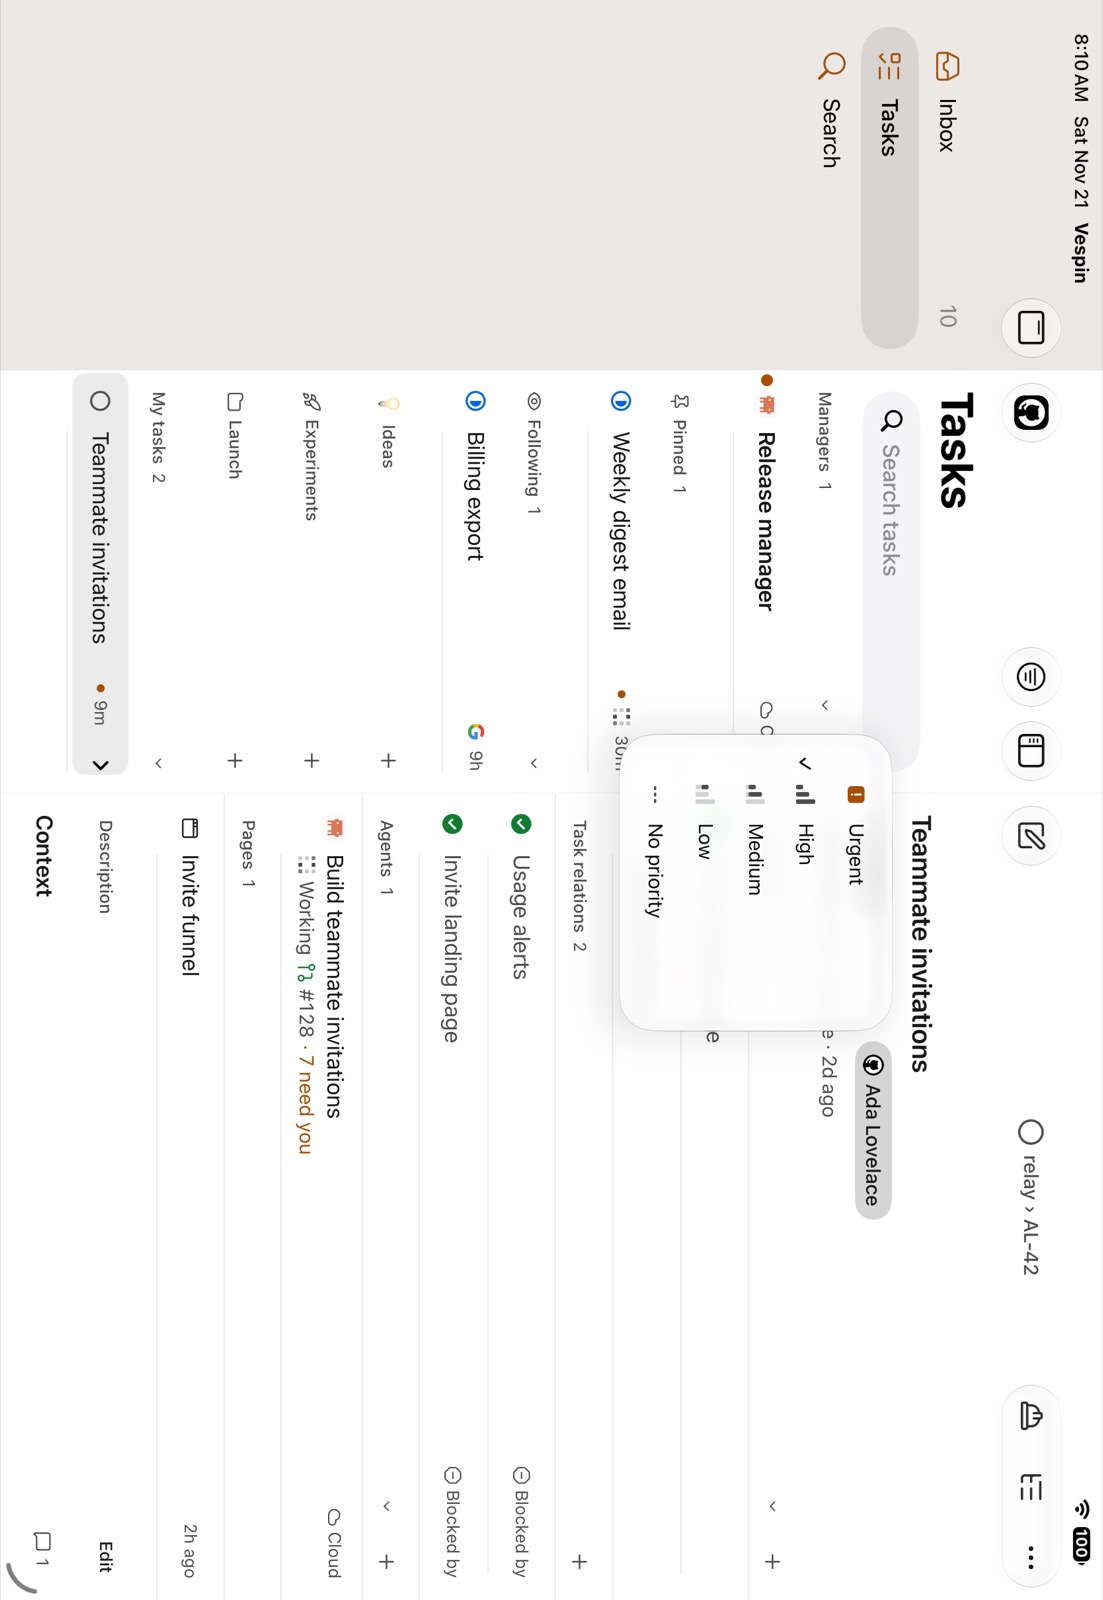 8:10 AM Sat Nov 21 Vespin
100
Inbox 10
Tasks
Search
Tasks
Search tasks
Managers 1
Release manager
Pinned 1
Weekly digest email 30m
Following 1
Billing export 9h
Ideas
Experiments
Launch
My tasks 2
Teammate invitations 9m
relay › AL-42
Teammate invitations
Ada Lovelace
e · 2d ago
Urgent
High
Medium
Low
No priority
e
Task relations 2
Usage alerts Blocked by
Invite landing page Blocked by
Agents 1
Build teammate invitations Cloud
Working #128 · 7 need you
Pages 1
Invite funnel 2h ago
Description Edit
Context 1